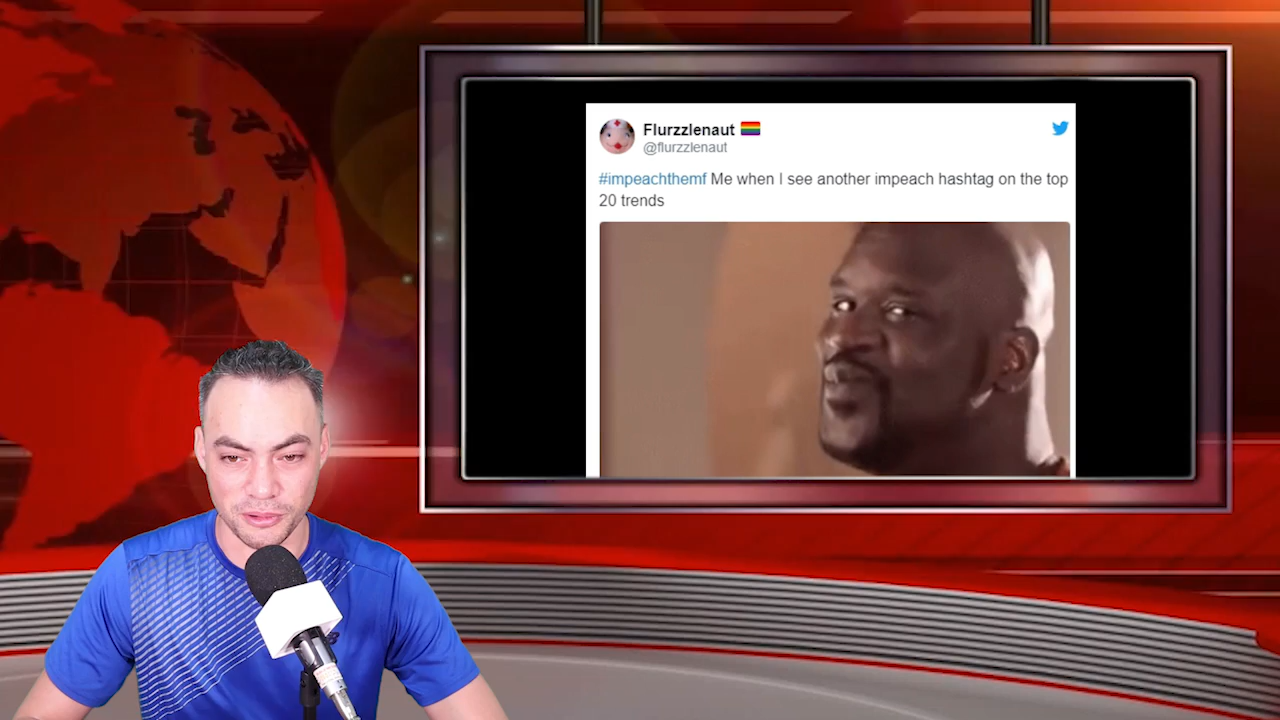 Flurzzlenaut
@flurzzlenaut
#impeachthemf Me when I see another impeach hashtag on the top
20 trends